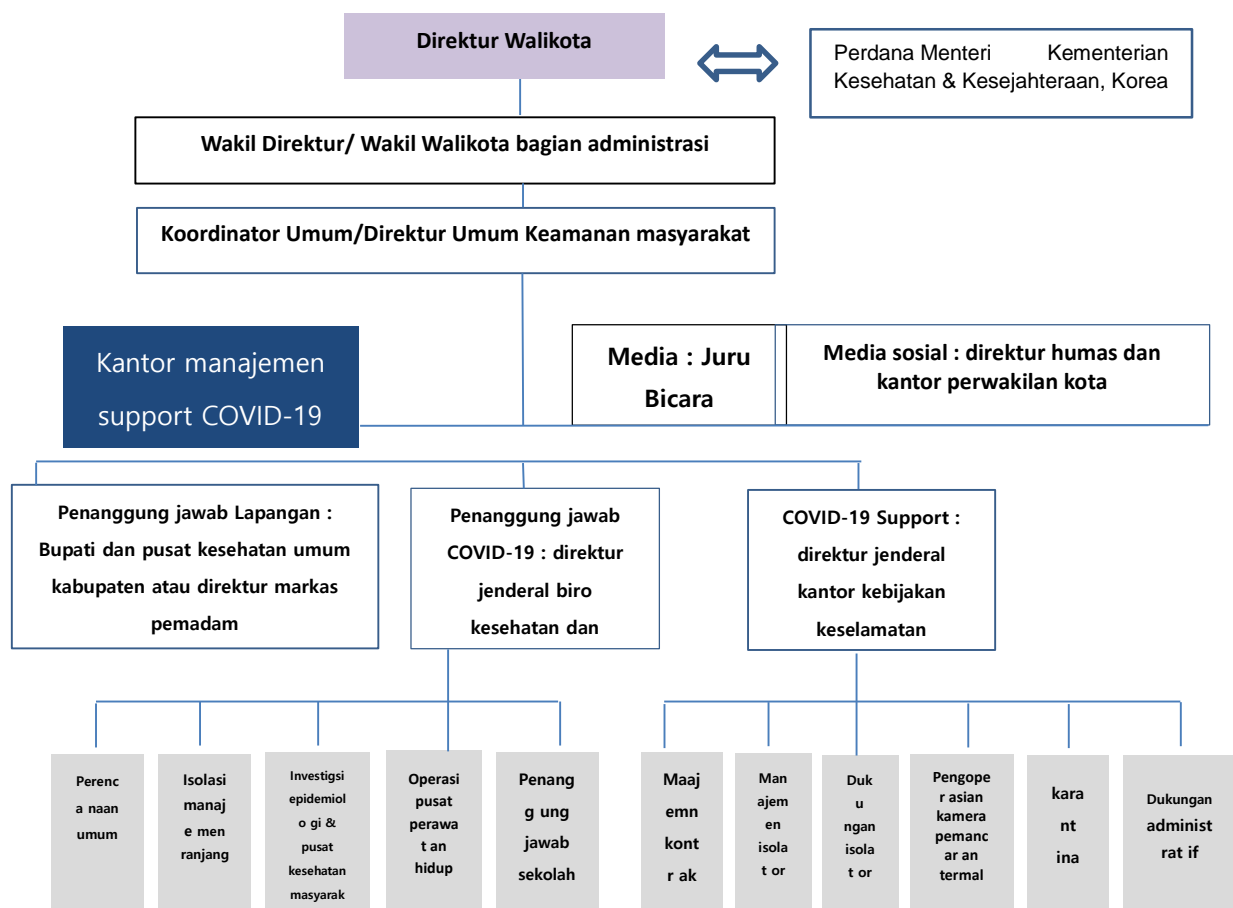 Direktur Walikota
Perdana Menteri Kementerian
Kesehatan & Kesejahteraan, Korea
Wakil Direktur/ Wakil Walikota bagian administrasi
Koordinator Umum/Direktur Umum Keamanan masyarakat
Kantor manajemen
support COVID-19
Media : Juru
Bicara
Media sosial : direktur humas dan
kantor perwakilan kota
Penanggung jawab Lapangan :
Bupati dan pusat kesehatan umum
kabupaten atau direktur markas
pemadam
Penanggung jawab
COVID-19 : direktur
jenderal biro
kesehatan dan
COVID-19 Support :
direktur jenderal
kantor kebijakan
keselamatan
Perenc
a naan
umum
Isolasi
manaj
e men
ranjang
Investigsi
epidemiol
o gi &
pusat
kesehatan
masyarak
Operasi
pusat
perawa
t an
hidup
Penang
g ung
jawab
sekolah
Maaj
emn
kont
r ak
Man
ajem
en
isolat
t or
Duk
u
ngan
isola
t or
Pengope
r asian
kamera
pemanc
ar an
termal
kara
nt
ina
Dukungan
administ
rat if